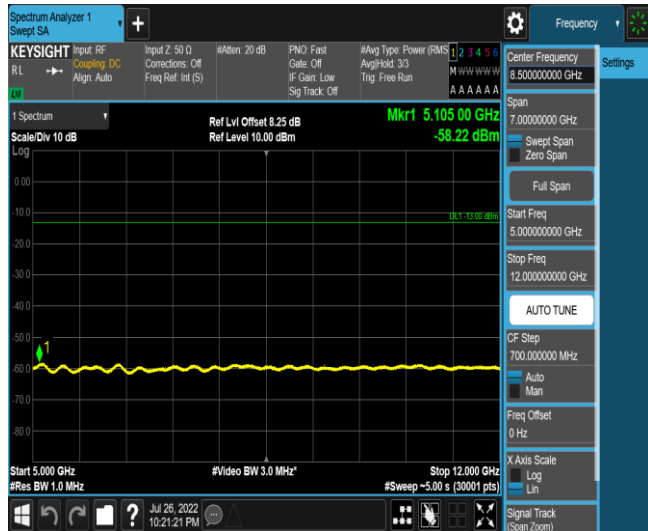 Spectrum Analyzer 1
Swept SA
Frequency
KEYSIGHT
RL
LXI
Input: RF
Coupling: DC
Align: Auto
Input Z: 50 Ω
Corrections: Off
Freq Ref: Int (S)
#Atten: 20 dB
PNO: Fast
Gate: Off
IF Gain: Low
Sig Track: Off
#Avg Type: Power (RMS
Avg|Hold: 3/3
Trig: Free Run
1 2 3 4 5 6
M W W W W W
A A A A A A
1 Spectrum
Scale/Div 10 dB
Log
Ref Lvl Offset 8.25 dB
Ref Level 10.00 dBm
Mkr1 5.105 00 GHz
-58.22 dBm
0.00
-10.0
DL1 -13.00 dBm
-20.0
-30.0
-40.0
-50.0
1
-60.0
-70.0
-80.0
Start 5.000 GHz
#Video BW 3.0 MHz*
Stop 12.000 GHz
#Res BW 1.0 MHz
#Sweep ~5.00 s (30001 pts)
Jul 26, 2022
10:21:21 PM
Center Frequency
8.500000000 GHz
Settings
Span
7.00000000 GHz
Swept Span
Zero Span
Full Span
Start Freq
5.000000000 GHz
Stop Freq
12.000000000 GHz
AUTO TUNE
CF Step
700.000000 MHz
Auto
Man
Freq Offset
0 Hz
X Axis Scale
Log
Lin
Signal Track
(Span Zoom)